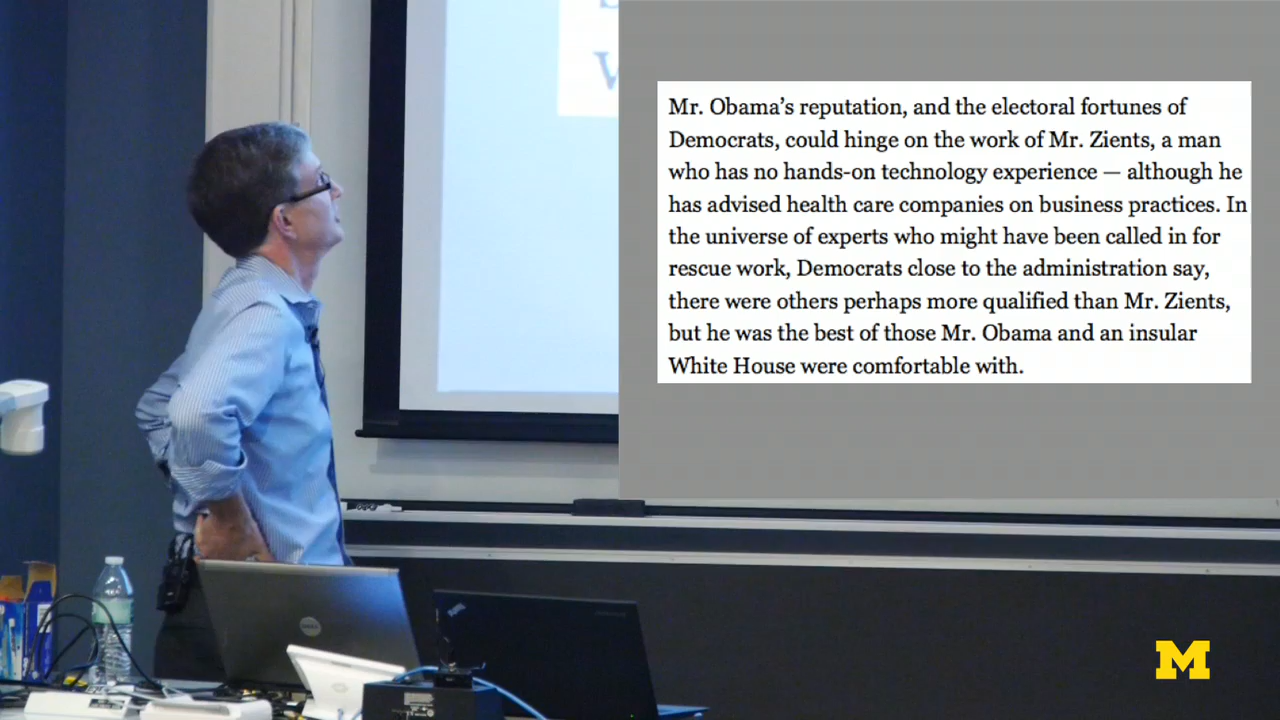 Mr. Obama’s reputation, and the electoral fortunes of
Democrats, could hinge on the work of Mr. Zients, a man
who has no hands-on technology experience — although he
has advised health care companies on business practices. In
the universe of experts who might have been called in for
rescue work, Democrats close to the administration say,
there were others perhaps more qualified than Mr. Zients,
but he was the best of those Mr. Obama and an insular
White House were comfortable with.
DELL
M